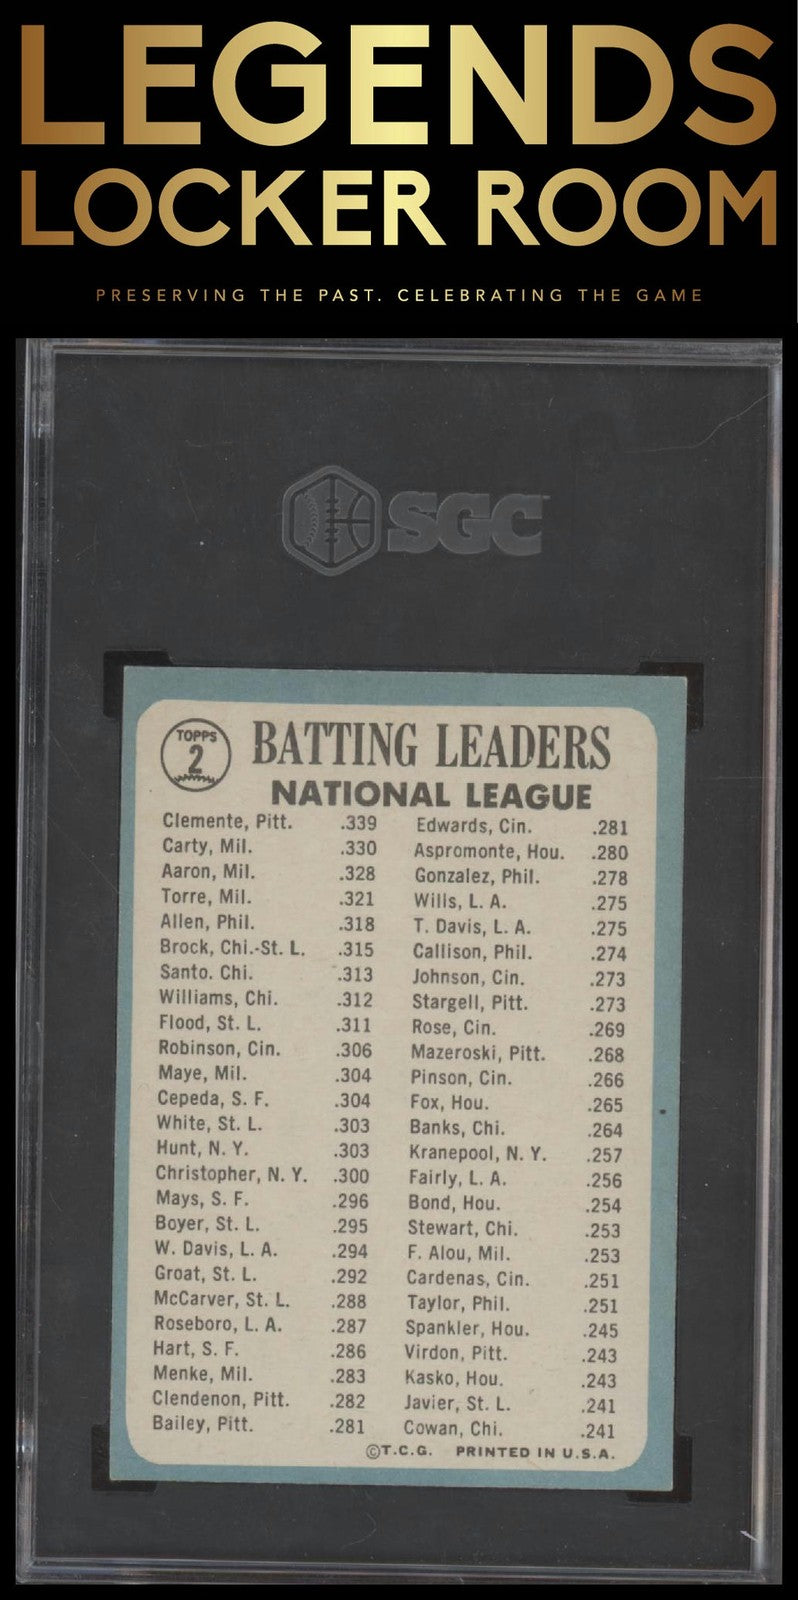 LEGENDS
LOCKER ROOM
PRESERVING THE PAST. CELEBRATING THE GAME
SGC
TOPPS
2
BATTING LEADERS
NATIONAL LEAGUE
Clemente, Pitt. .339
Carty, Mil. .330
Aaron, Mil. .328
Torre, Mil. .321
Allen, Phil. .318
Brock, Chi.-St. L. .315
Santo. Chi. .313
Williams, Chi. .312
Flood, St. L. .311
Robinson, Cin. .306
Maye, Mil. .304
Cepeda, S. F. .304
White, St. L. .303
Hunt, N. Y. .303
Christopher, N. Y. .300
Mays, S. F. .296
Boyer, St. L. .295
W. Davis, L. A. .294
Groat, St. L. .292
McCarver, St. L. .288
Roseboro, L. A. .287
Hart, S. F. .286
Menke, Mil. .283
Clendenon, Pitt. .282
Bailey, Pitt. .281
Edwards, Cin. .281
Aspromonte, Hou. .280
Gonzalez, Phil. .278
Wills, L. A. .275
T. Davis, L. A. .275
Callison, Phil. .274
Johnson, Cin. .273
Stargell, Pitt. .273
Rose, Cin. .269
Mazeroski, Pitt. .268
Pinson, Cin. .266
Fox, Hou. .265
Banks, Chi. .264
Kranepool, N. Y. .257
Fairly, L. A. .256
Bond, Hou. .254
Stewart, Chi. .253
F. Alou, Mil. .253
Cardenas, Cin. .251
Taylor, Phil. .251
Spankler, Hou. .245
Virdon, Pitt. .243
Kasko, Hou. .243
Javier, St. L. .241
Cowan, Chi. .241
©T.C.G. PRINTED IN U.S.A.